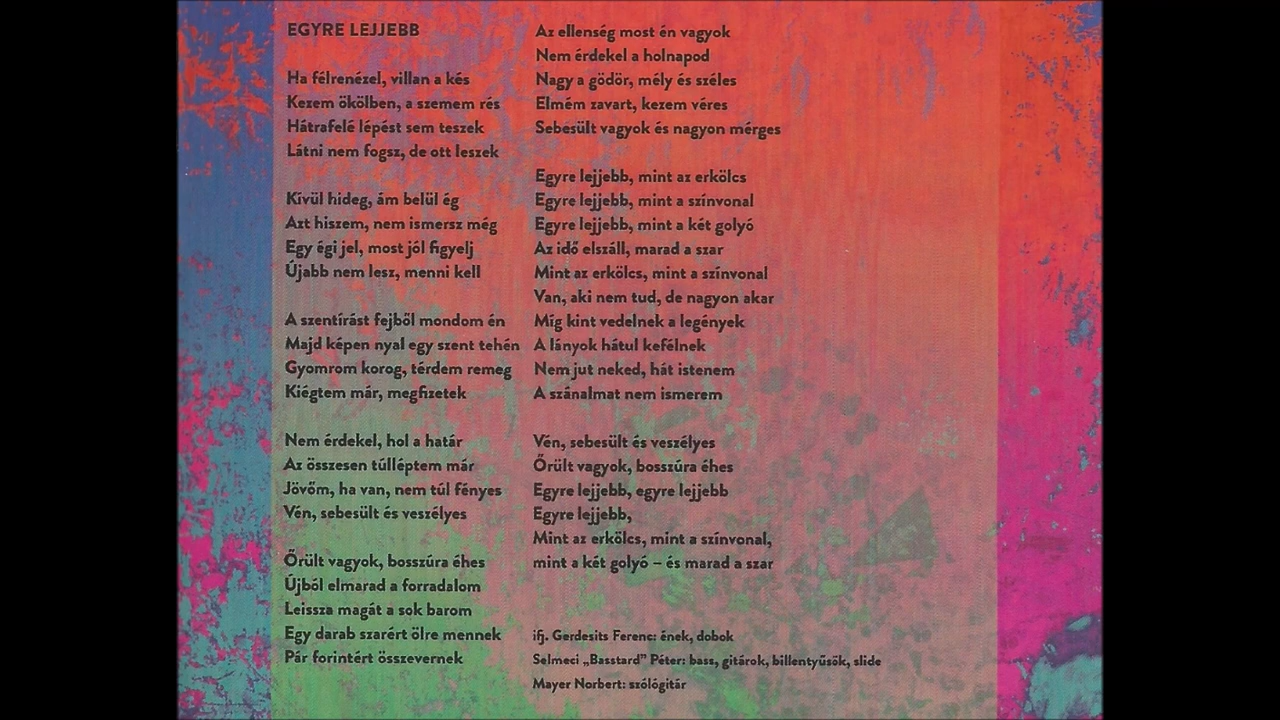 EGYRE LEJJEBB
Ha félrenézel, villan a kés
Kezem ökölben, a szemem rés
Hátrafelé lépést sem teszek
Látni nem fogsz, de ott leszek
Kívül hideg, ám belül ég
Azt hiszem, nem ismersz még
Egy égi jel, most jól figyelj
Újabb nem lesz, menni kell
A szentírást fejből mondom én
Majd képen nyal egy szent tehén
Gyomrom korog, térdem remeg
Kiégtem már, megfizetek
Nem érdekel, hol a határ
Az összesen túlléptem már
Jövőm, ha van, nem túl fényes
Vén, sebesült és veszélyes
Őrült vagyok, bosszúra éhes
Újból elmarad a forradalom
Leissza magát a sok barom
Egy darab szarért ölre mennek
Pár forintért összevernek
Az ellenség most én vagyok
Nem érdekel a holnapod
Nagy a gödör, mély és széles
Elmém zavart, kezem véres
Sebesült vagyok és nagyon mérges
Egyre lejjebb, mint az erkölcs
Egyre lejjebb, mint a színvonal
Egyre lejjebb, mint a két golyó
Az idő elszáll, marad a szar
Mint az erkölcs, mint a színvonal
Van, aki nem tud, de nagyon akar
Míg kint vedelnek a legények
A lányok hátul kefélnek
Nem jut neked, hát istenem
A szánalmat nem ismerem
Vén, sebesült és veszélyes
Őrült vagyok, bosszúra éhes
Egyre lejjebb, egyre lejjebb
Egyre lejjebb,
Mint az erkölcs, mint a színvonal,
mint a két golyó – és marad a szar
ifj. Gerdesits Ferenc: ének, dobok
Selmeci „Basstard” Péter: bass, gitárok, billentyűsök, slide
Mayer Norbert: szólógitár